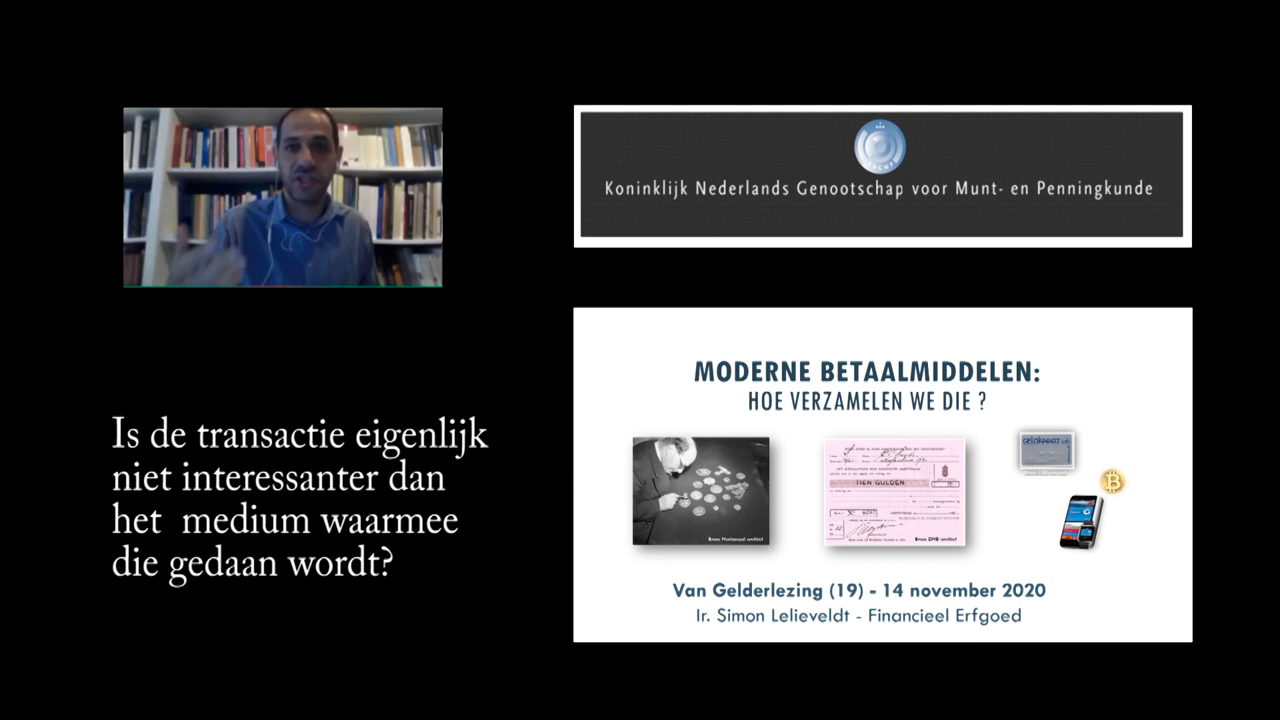 Koninklijk Nederlands Genootschap voor Munt- en Penningkunde
MODERNE BETAALMIDDELEN:
HOE VERZAMELEN WE DIE ?
TIEN GULDEN
Van Gelderlezing (19) - 14 november 2020
Ir. Simon Lelieveldt - Financieel Erfgoed
Is de transactie eigenlijk
niet interessanter dan
het medium waarmee
die gedaan wordt?